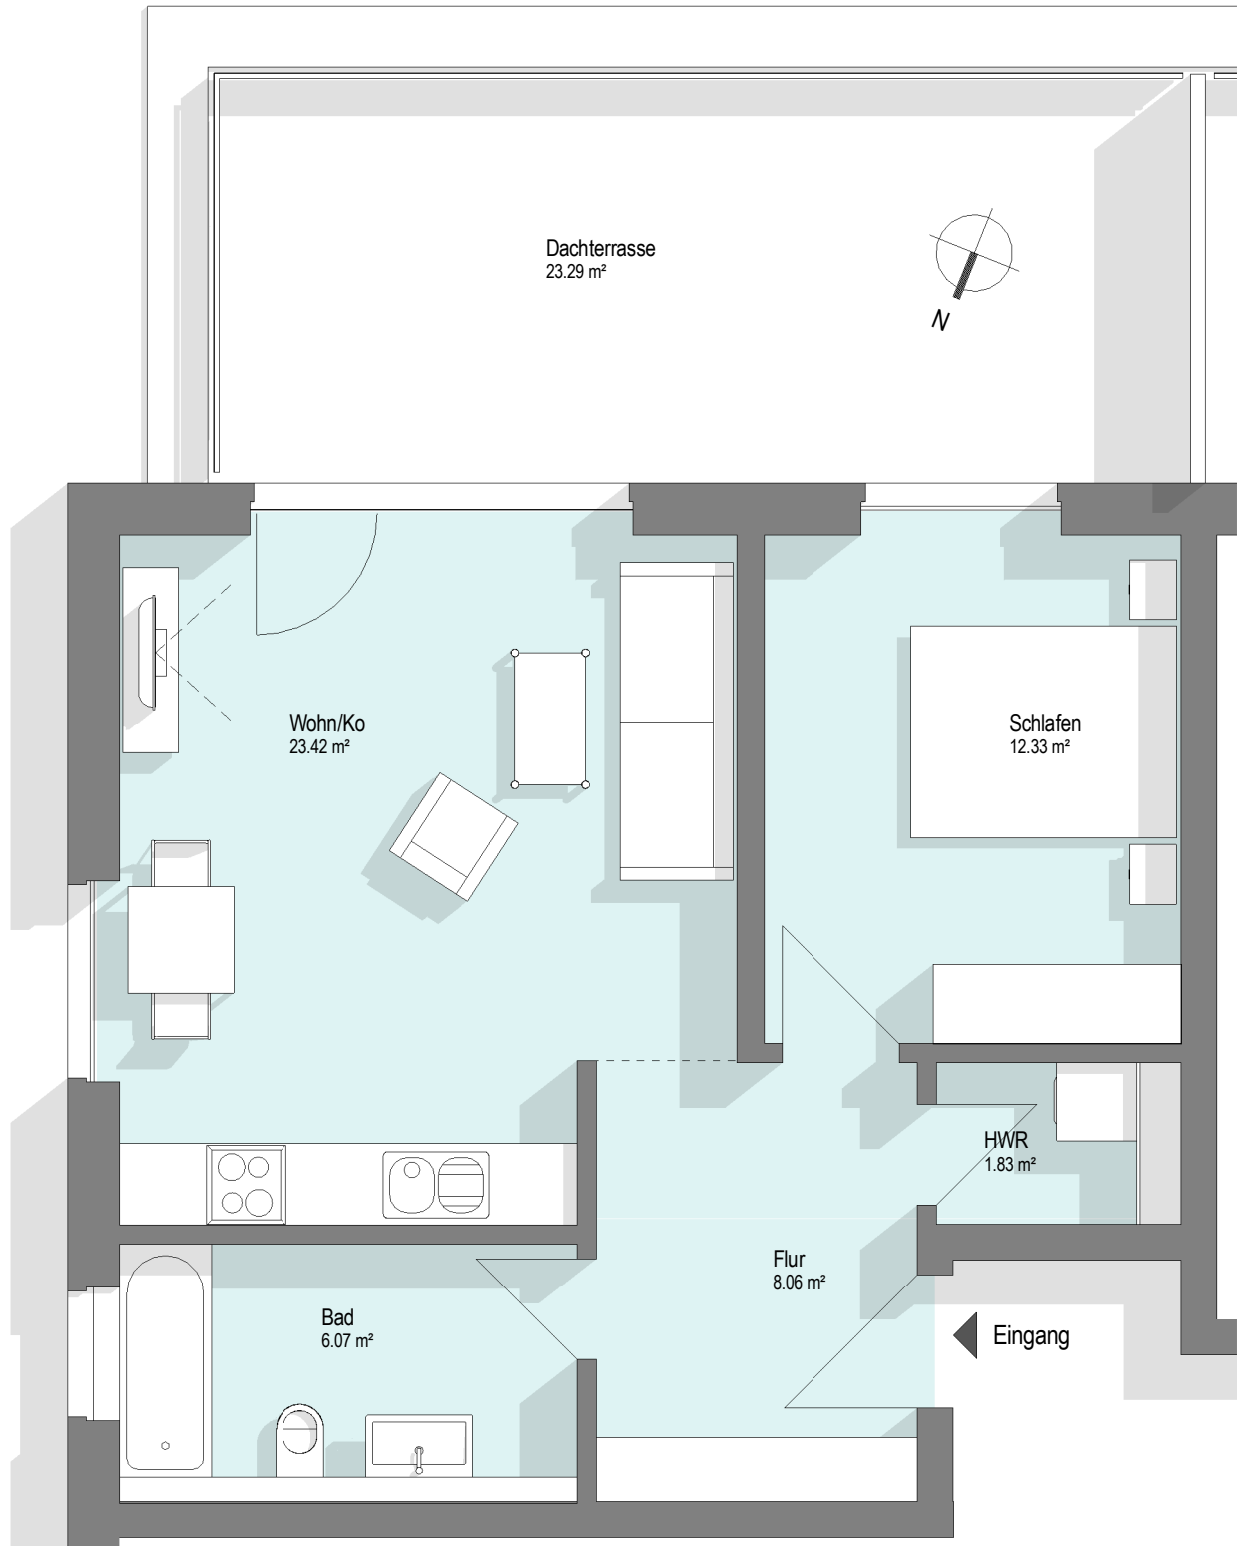 Dachterrasse
23.29 m²
N
Wohn/Ko
23.42 m²
Schlafen
12.33 m²
HWR
1.83 m²
Flur
8.06 m²
Bad
6.07 m²
Eingang